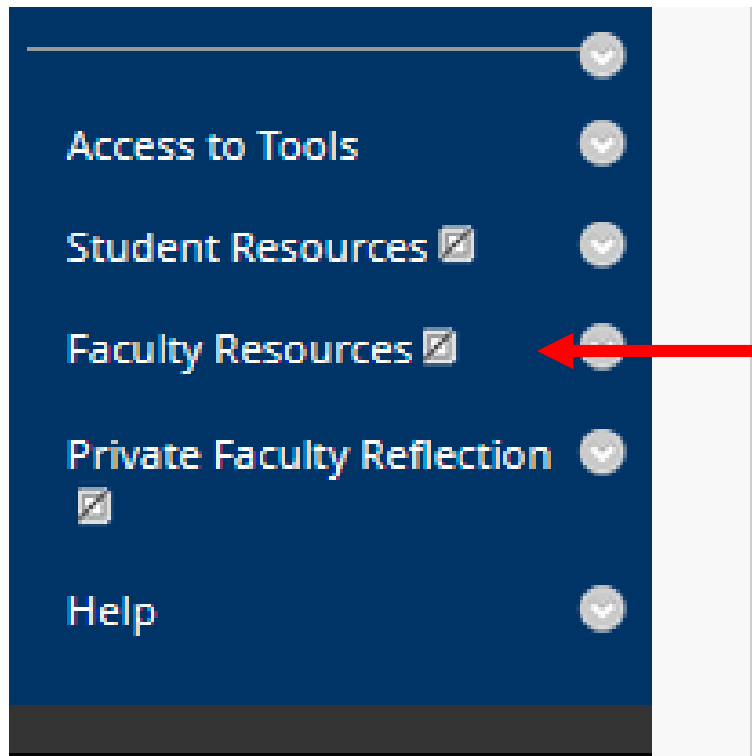 Access to Tools
Student Resources
Faculty Resources
Private Faculty Reflection
Help